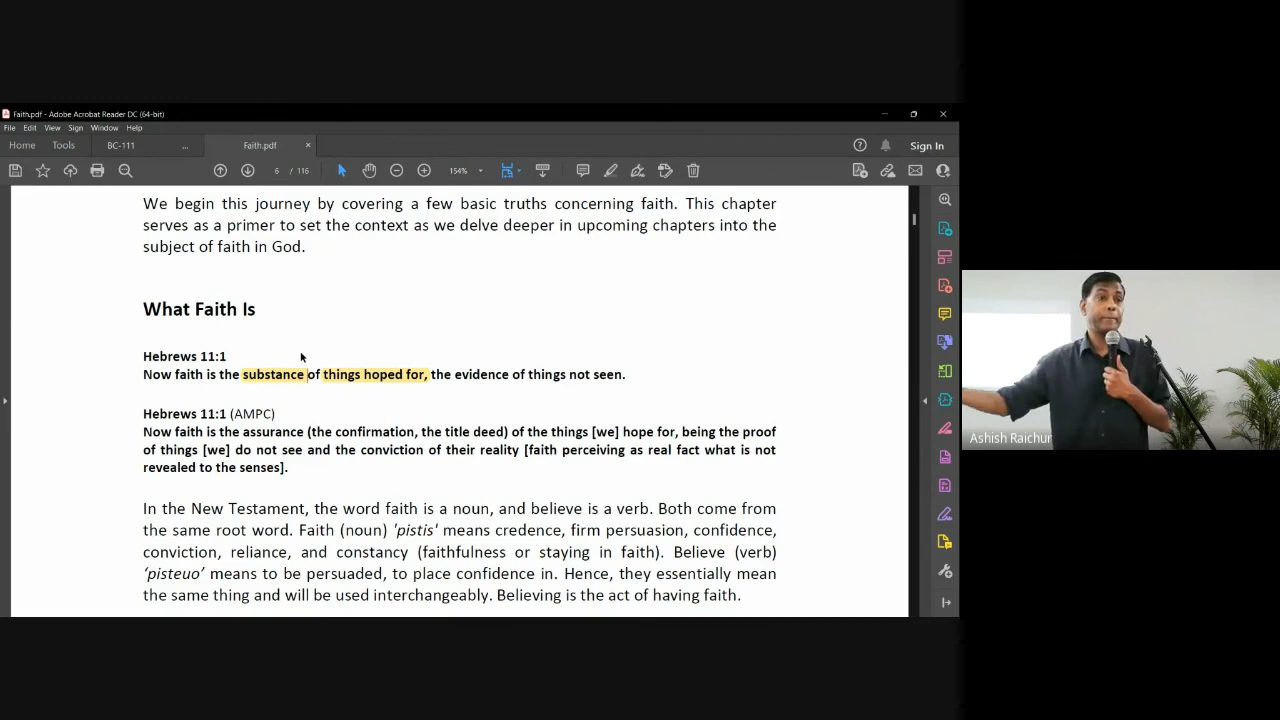 Faith.pdf - Adobe Acrobat Reader DC (64-bit)
File Edit View Sign Window Help
Home Tools BC-111 ... Faith.pdf × Sign In
6 / 116 154%
We begin this journey by covering a few basic truths concerning faith. This chapter
serves as a primer to set the context as we delve deeper in upcoming chapters into the
subject of faith in God.
What Faith Is
Hebrews 11:1
Now faith is the substance of things hoped for, the evidence of things not seen.
Hebrews 11:1 (AMPC)
Now faith is the assurance (the confirmation, the title deed) of the things [we] hope for, being the proof
of things [we] do not see and the conviction of their reality [faith perceiving as real fact what is not
revealed to the senses].
In the New Testament, the word faith is a noun, and believe is a verb. Both come from
the same root word. Faith (noun) 'pistis' means credence, firm persuasion, confidence,
conviction, reliance, and constancy (faithfulness or staying in faith). Believe (verb)
‘pisteuo’ means to be persuaded, to place confidence in. Hence, they essentially mean
the same thing and will be used interchangeably. Believing is the act of having faith.
Ashish Raichur